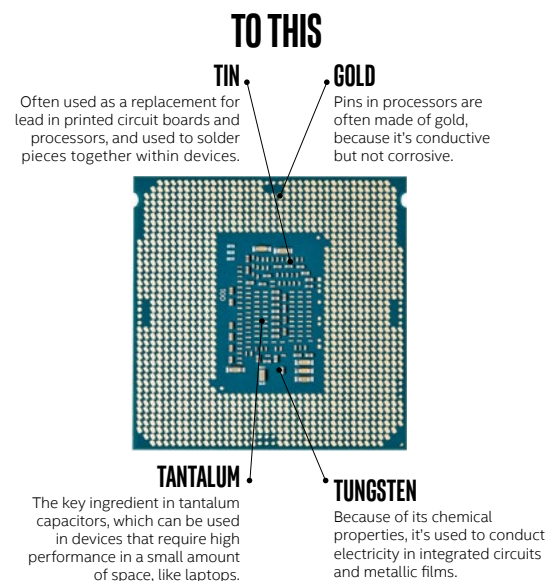 TO THIS
TIN
Often used as a replacement for
lead in printed circuit boards and
processors, and used to solder
pieces together within devices.
GOLD
Pins in processors are
often made of gold,
because it's conductive
but not corrosive.
TANTALUM
The key ingredient in tantalum
capacitors, which can be used
in devices that require high
performance in a small amount
of space, like laptops.
TUNGSTEN
Because of its chemical
properties, it's used to conduct
electricity in integrated circuits
and metallic films.